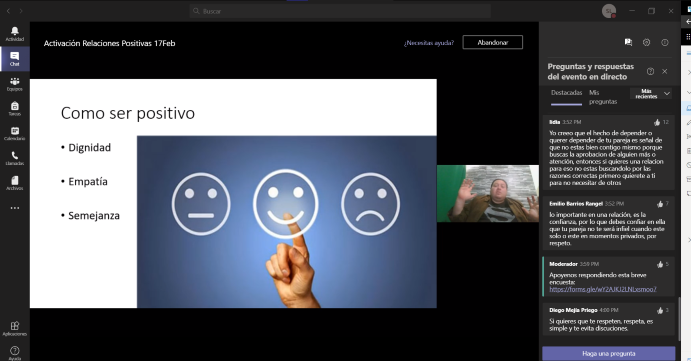 Buscar
Activación Relaciones Positivas 17Feb
¿Necesitas ayuda?
Abandonar
Actividad
Chat
Equipos
Tareas
Calendario
Llamadas
Archivos
Aplicaciones
Ayuda
Como ser positivo
• Dignidad
• Empatía
• Semejanza
Preguntas y respuestas
del evento en directo
Destacadas
Mis
preguntas
Más
recientes
lidia 3:52 PM
12
Yo creo que el hecho de depender o
querer depender de tu pareja es señal de
que no estas bien contigo mismo porque
buscas la aprobacion de alguien más o
atención, entonces si quieres una relacion
para eso no estas buscandolo por las
razones correctas primero quierete a ti
para no necesitar de otros
Emilio Barrios Rangel 3:52 PM
7
lo importante en una relación, es la
confianza, por lo que debes confiar en ella
que tu pareja no te será infiel cuando este
solo o este en momentos privados, por
respeto.
Moderador 3:59 PM
5
Apoyenos respondiendo esta breve
encuesta:
Diego Mejia Priego 4:00 PM
3
Si quieres que te respeten, respeta, es
simple y te evita discuciones.
Haga una pregunta